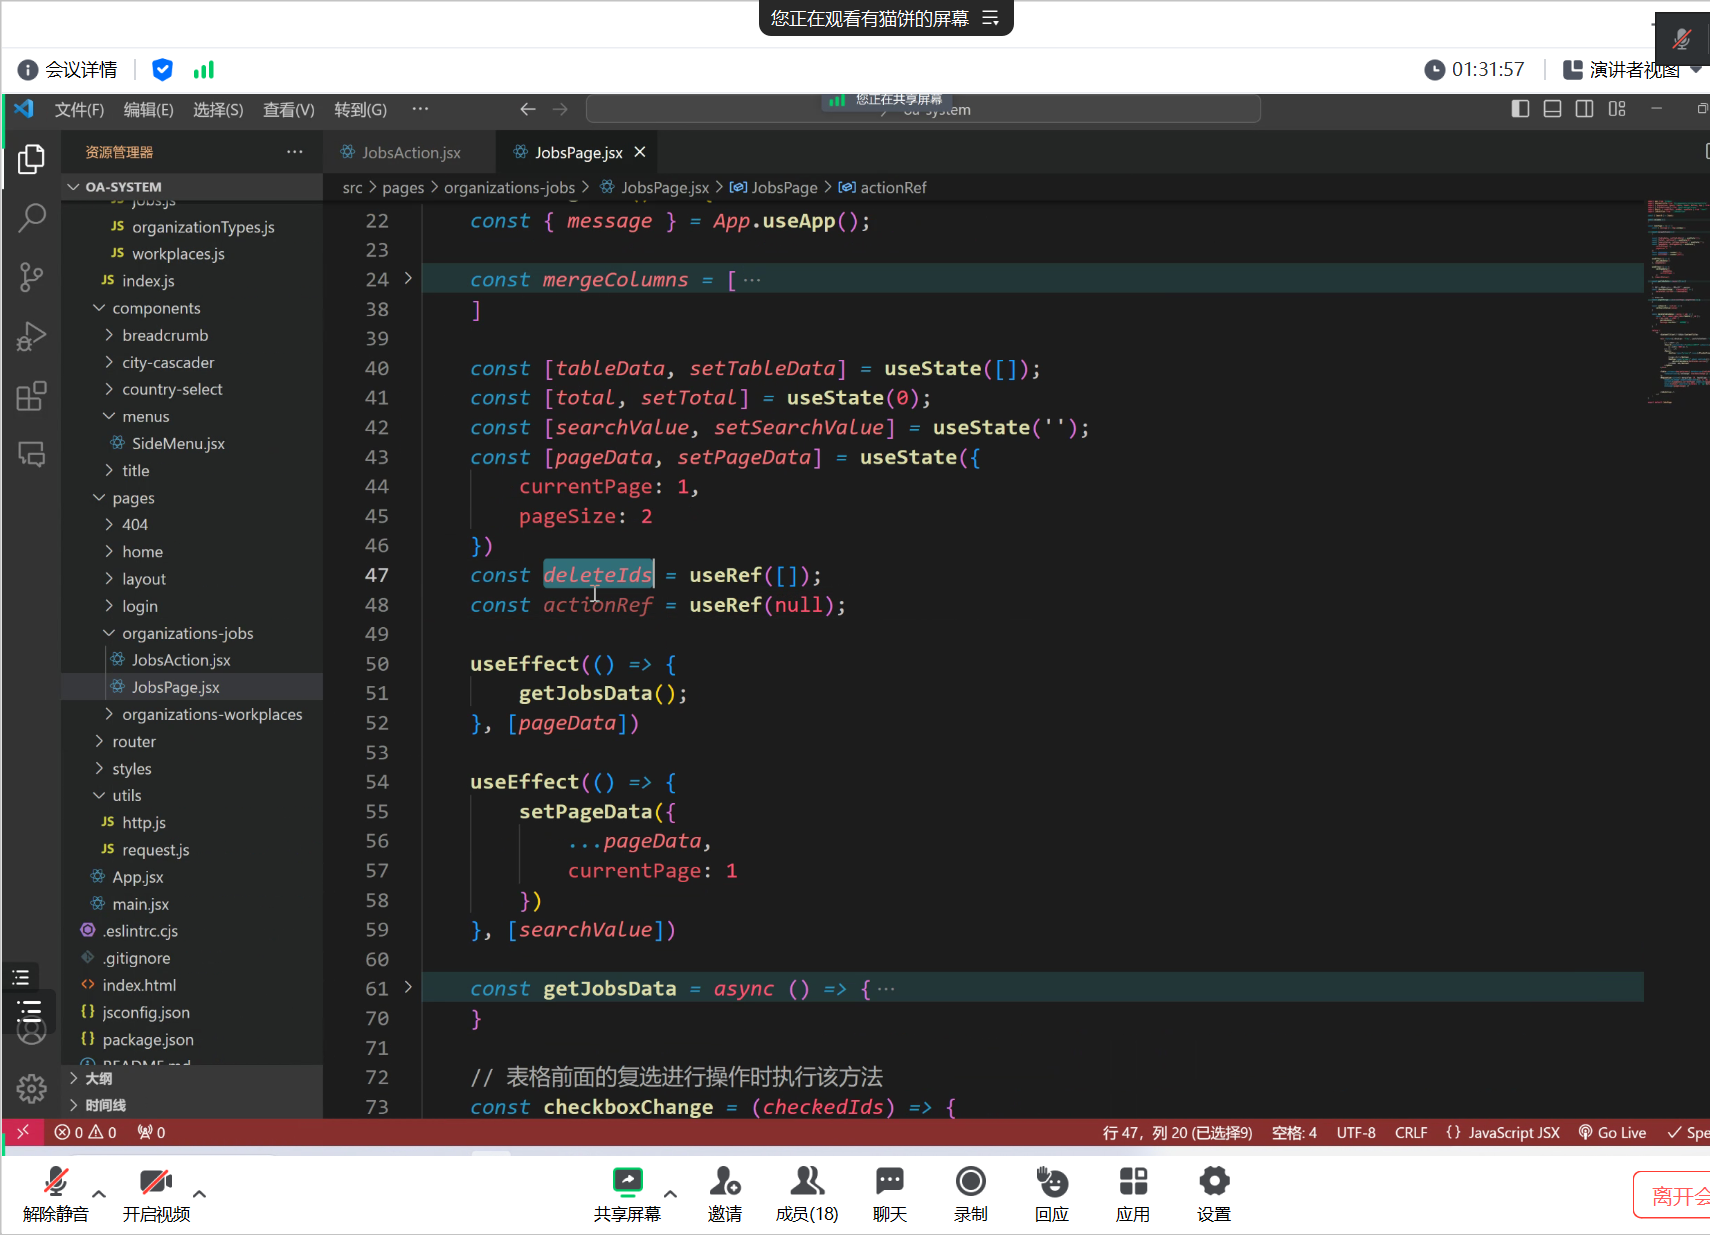 您正在观看有猫饼的屏幕
会议详情
01:31:57
演讲者视图
文件(F) 编辑(E) 选择(S) 查看(V) 转到(G) ···
您正在共享屏幕
oa-system
资源管理器 ···
JobsAction.jsx
JobsPage.jsx
OA-SYSTEM
src > pages > organizations-jobs > JobsPage.jsx > JobsPage > actionRef
jobs.js
JS organizationTypes.js
JS workplaces.js
JS index.js
components
breadcrumb
city-cascader
country-select
menus
SideMenu.jsx
title
pages
404
home
layout
login
organizations-jobs
JobsAction.jsx
JobsPage.jsx
organizations-workplaces
router
styles
utils
JS http.js
JS request.js
App.jsx
main.jsx
.eslintrc.cjs
.gitignore
<> index.html
{} jsconfig.json
{} package.json
README.md
大纲
时间线
22 const { message } = App.useApp();
23
24 const mergeColumns = [ ···
38 ]
39
40 const [tableData, setTableData] = useState([]);
41 const [total, setTotal] = useState(0);
42 const [searchValue, setSearchValue] = useState('');
43 const [pageData, setPageData] = useState({
44 currentPage: 1,
45 pageSize: 2
46 })
47 const deleteIds = useRef([]);
48 const actionRef = useRef(null);
49
50 useEffect(() => {
51 getJobsData();
52 }, [pageData])
53
54 useEffect(() => {
55 setPageData({
56 ...pageData,
57 currentPage: 1
58 })
59 }, [searchValue])
60
61 const getJobsData = async () => { ···
70 }
71
72 // 表格前面的复选进行操作时执行该方法
73 const checkboxChange = (checkedIds) => {
0 0 0
行 47，列 20 (已选择9) 空格: 4 UTF-8 CRLF {} JavaScript JSX Go Live Spe
解除静音 开启视频 共享屏幕 邀请 成员(18) 聊天 录制 回应 应用 设置 离开会